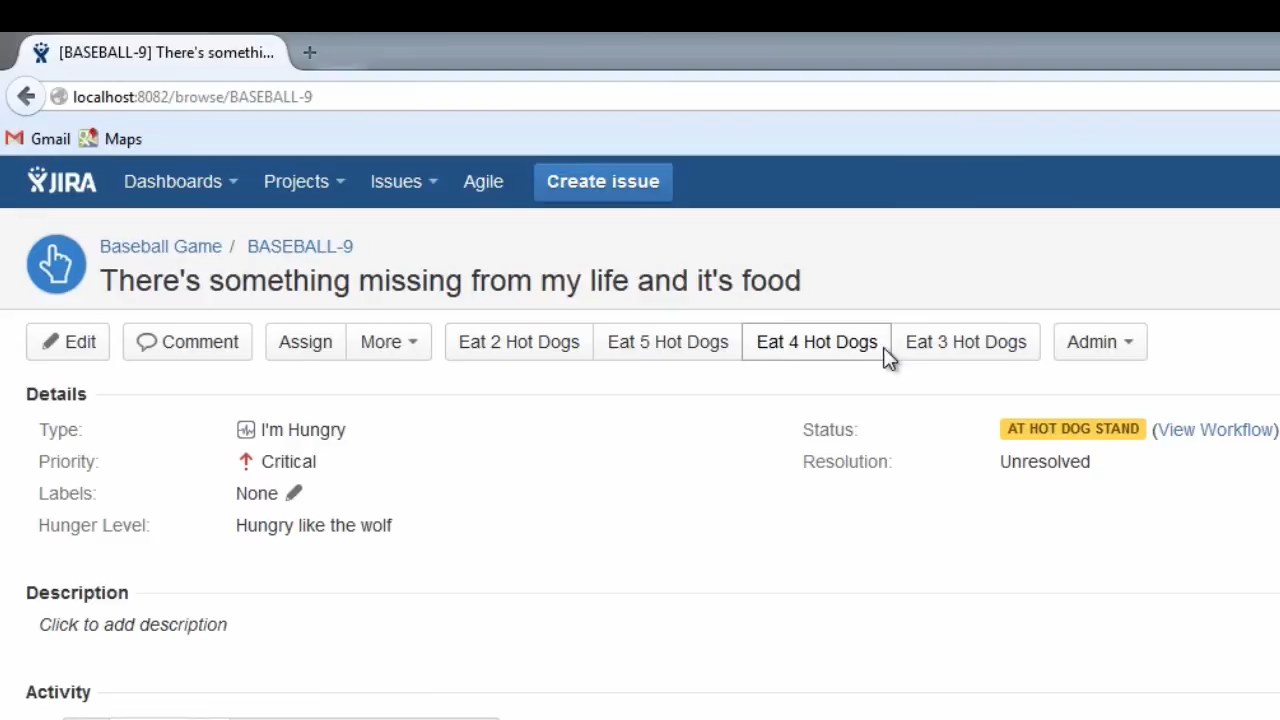 [BASEBALL-9] There's somethi...
localhost:8082/browse/BASEBALL-9
Gmail Maps
JIRA Dashboards Projects Issues Agile Create issue
Baseball Game / BASEBALL-9
There's something missing from my life and it's food
Edit Comment Assign More Eat 2 Hot Dogs Eat 5 Hot Dogs Eat 4 Hot Dogs Eat 3 Hot Dogs Admin
Details
Type: I'm Hungry Status: AT HOT DOG STAND (View Workflow)
Priority: Critical Resolution: Unresolved
Labels: None
Hunger Level: Hungry like the wolf
Description
Click to add description
Activity